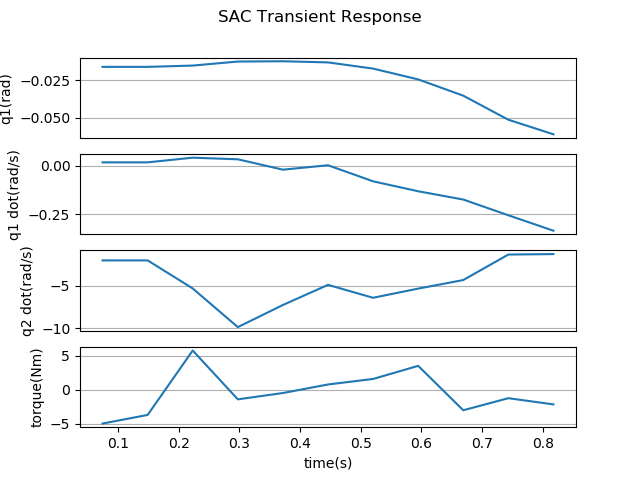 SAC Transient Response
q1(rad)
−0.025
−0.050
q1 dot(rad/s)
0.00
−0.25
q2 dot(rad/s)
−5
−10
torque(Nm)
5
0
−5
0.1 0.2 0.3 0.4 0.5 0.6 0.7 0.8
time(s)